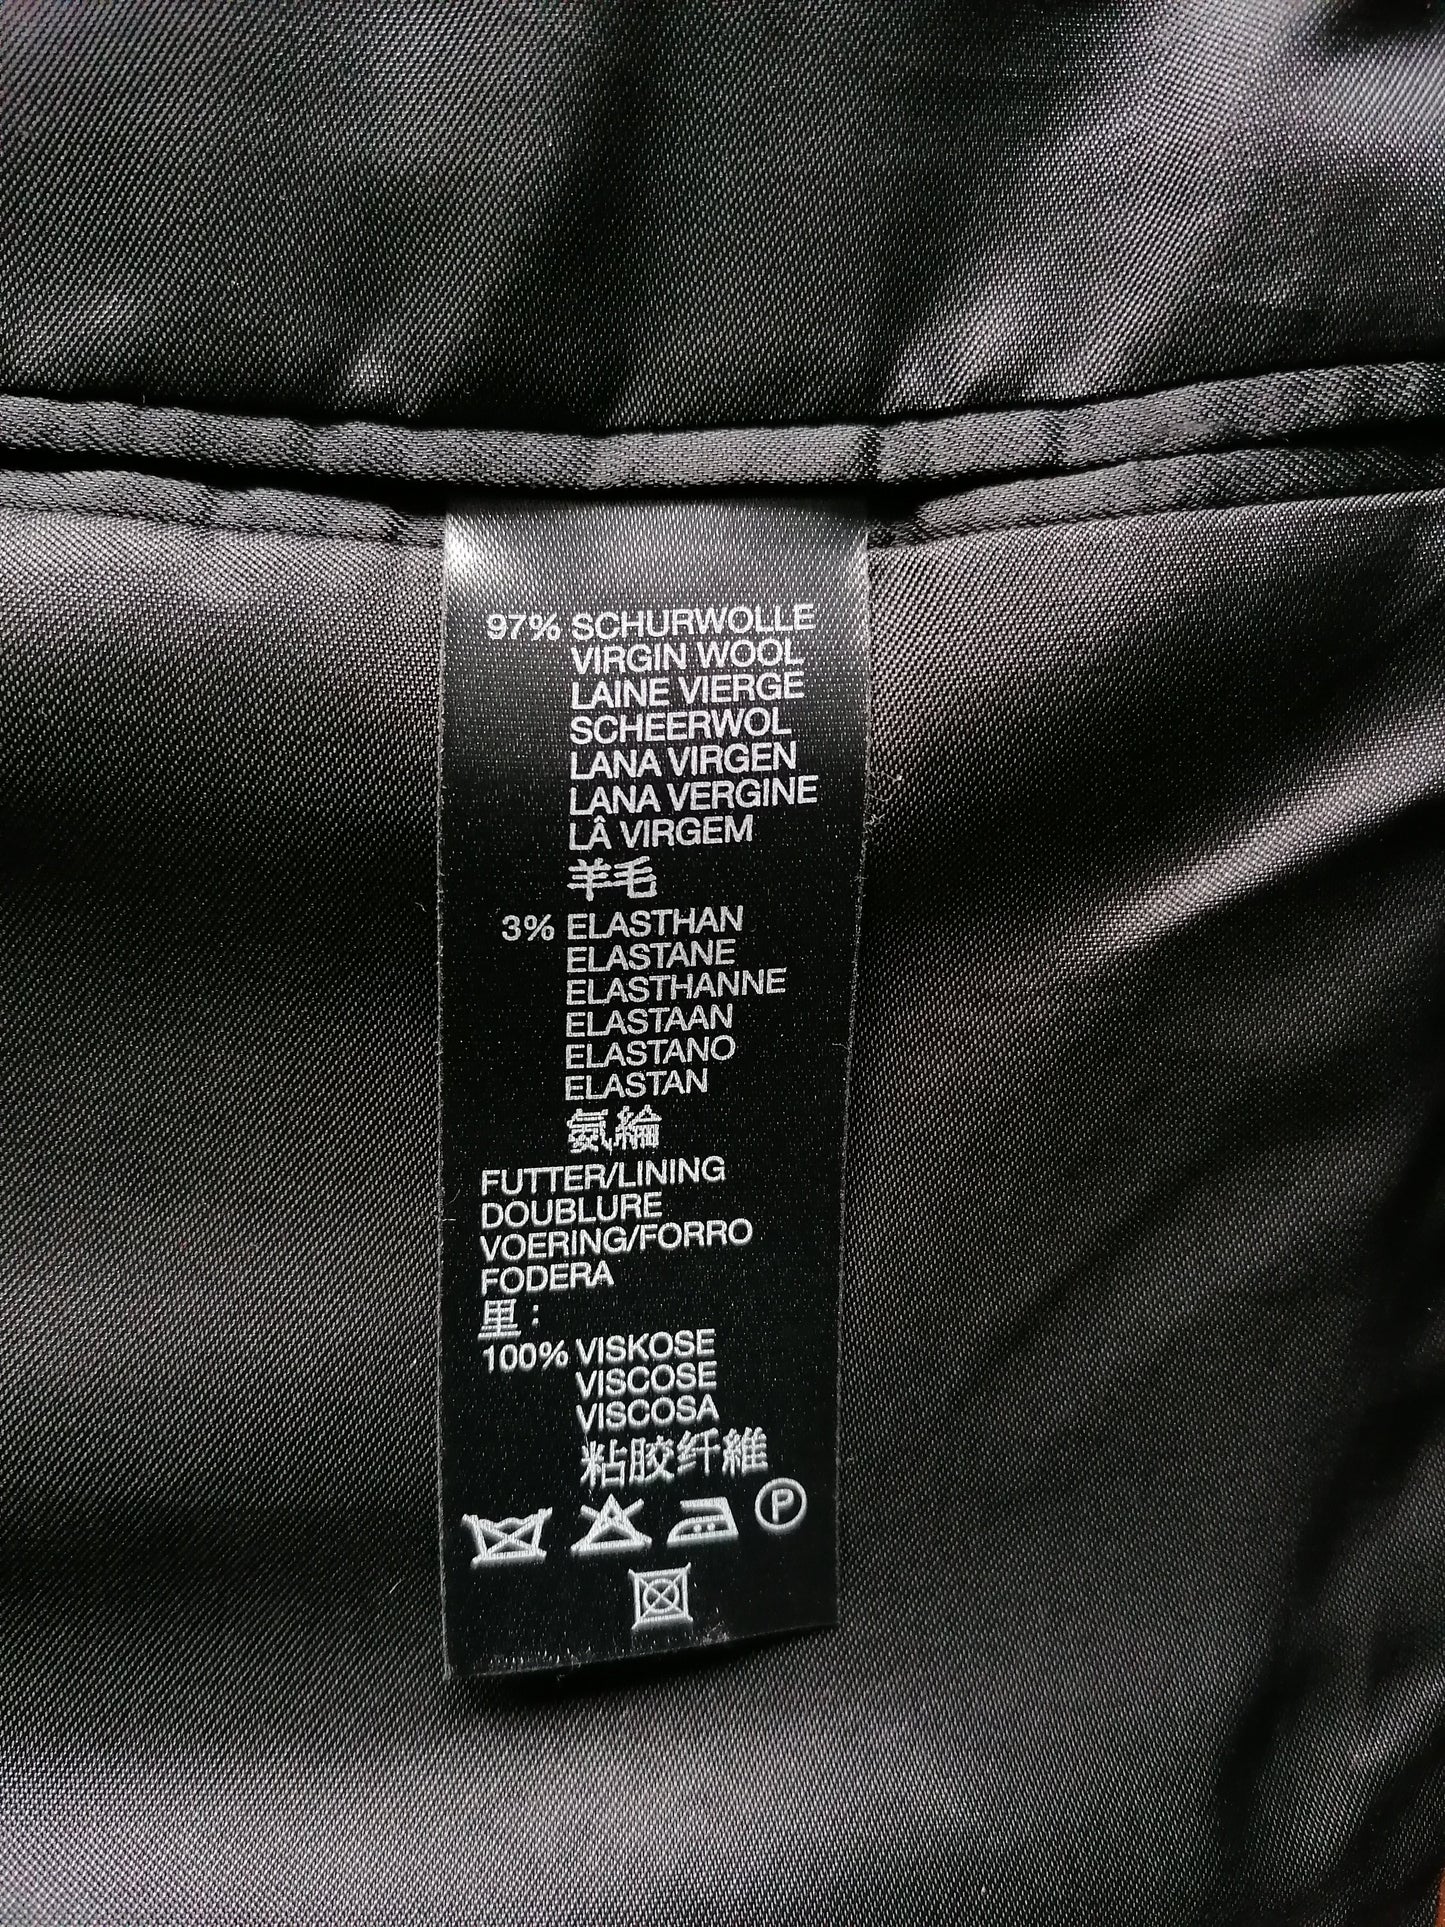 97% SCHURWOLLE
VIRGIN WOOL
LAINE VIERGE
SCHEERWOL
LANA VIRGEN
LANA VERGINE
LÂ VIRGEM
羊毛
3% ELASTHAN
ELASTANE
ELASTHANNE
ELASTAAN
ELASTANO
ELASTAN
氨綸
FUTTER/LINING
DOUBLURE
VOERING/FORRO
FODERA
里:
100% VISKOSE
VISCOSE
VISCOSA
粘胶纤維
P